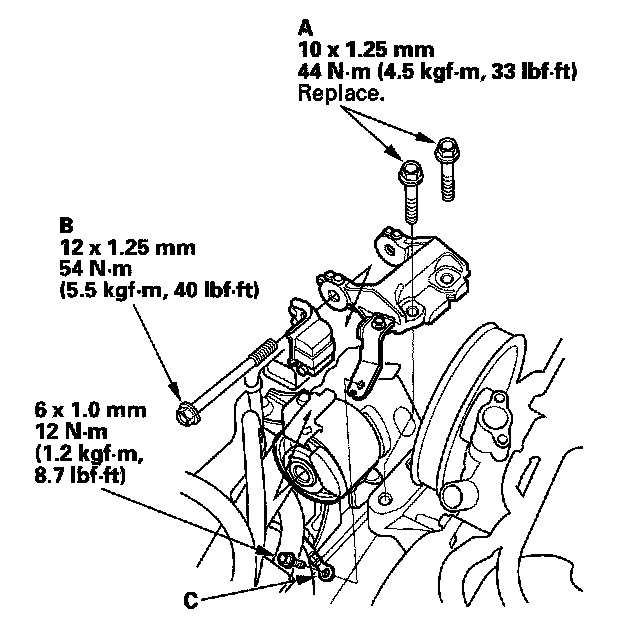 A
10 x 1.25 mm
44 N·m (4.5 kgf·m, 33 lbf·ft)
Replace.
B
12 x 1.25 mm
54 N·m
(5.5 kgf·m, 40 lbf·ft)
6 x 1.0 mm
12 N·m
(1.2 kgf·m,
8.7 lbf·ft)
C